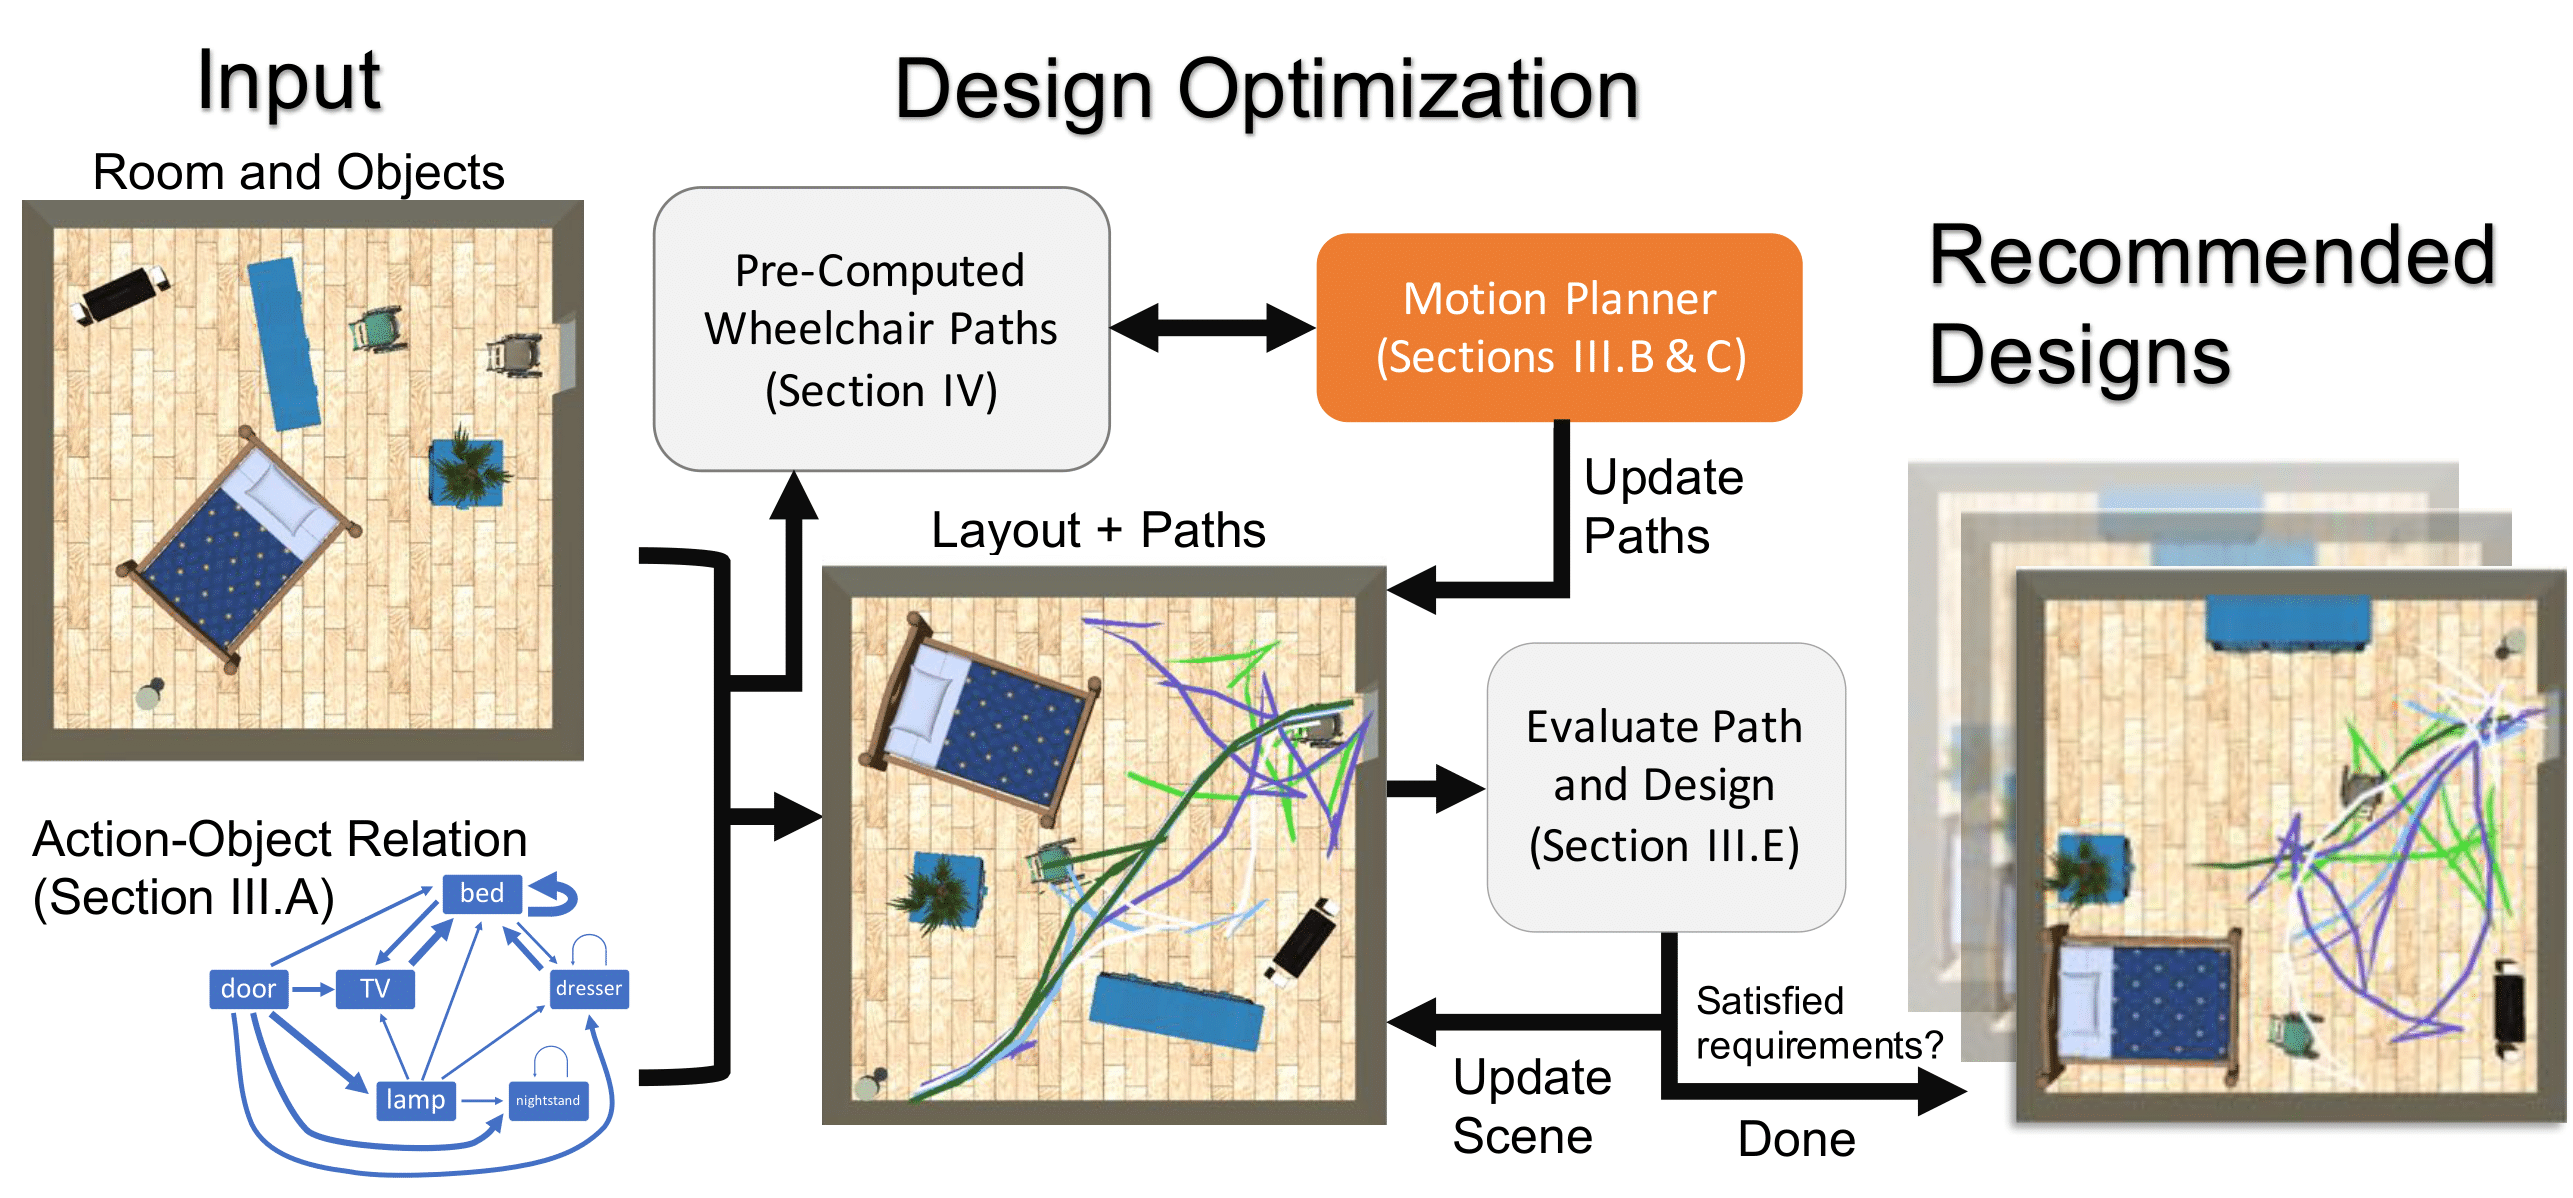 Input
Room and Objects
Action-Object Relation
(Section III.A)
bed
door
TV
dresser
lamp
nightstand
Design Optimization
Pre-Computed
Wheelchair Paths
(Section IV)
Motion Planner
(Sections III.B & C)
Update
Paths
Layout + Paths
Evaluate Path
and Design
(Section III.E)
Satisfied
requirements?
Update
Scene
Done
Recommended
Designs